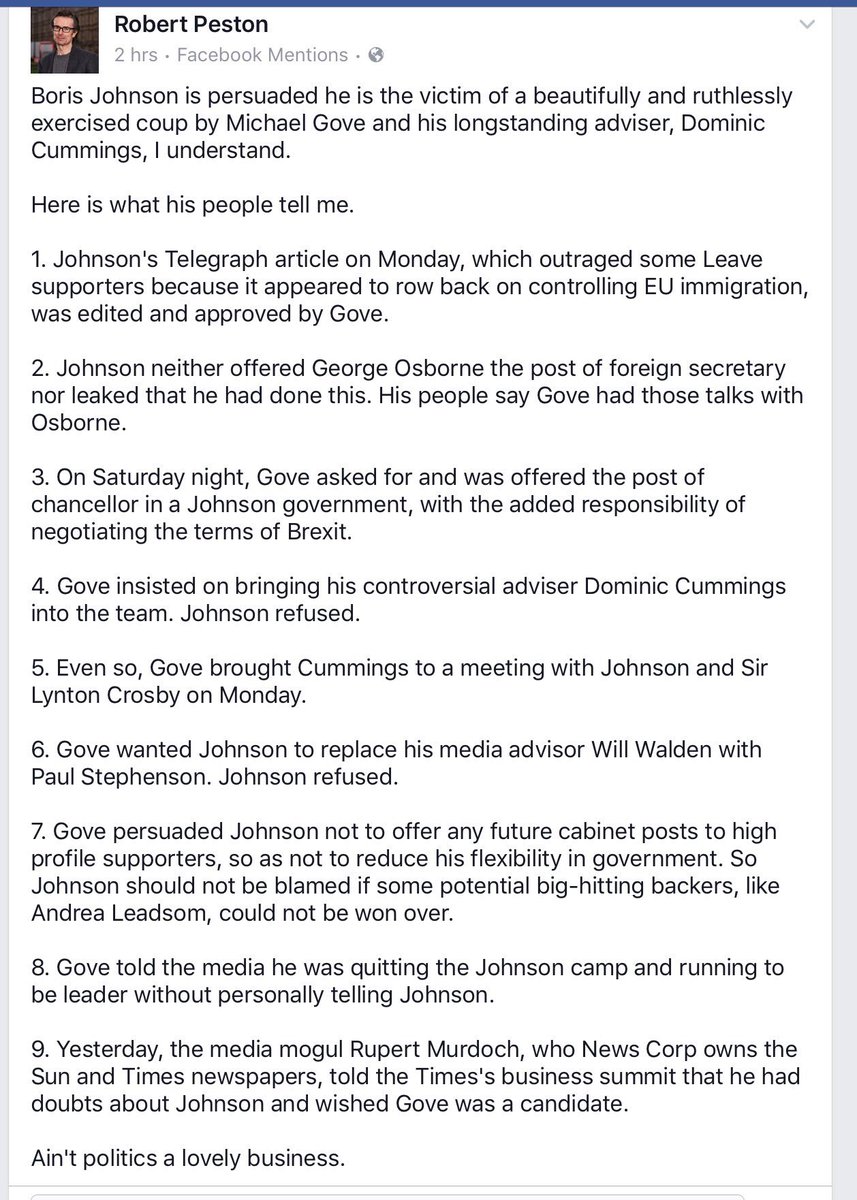 Robert Peston
2 hrs · Facebook Mentions ·
Boris Johnson is persuaded he is the victim of a beautifully and ruthlessly
exercised coup by Michael Gove and his longstanding adviser, Dominic
Cummings, I understand.
Here is what his people tell me.
1. Johnson's Telegraph article on Monday, which outraged some Leave
supporters because it appeared to row back on controlling EU immigration,
was edited and approved by Gove.
2. Johnson neither offered George Osborne the post of foreign secretary
nor leaked that he had done this. His people say Gove had those talks with
Osborne.
3. On Saturday night, Gove asked for and was offered the post of
chancellor in a Johnson government, with the added responsibility of
negotiating the terms of Brexit.
4. Gove insisted on bringing his controversial adviser Dominic Cummings
into the team. Johnson refused.
5. Even so, Gove brought Cummings to a meeting with Johnson and Sir
Lynton Crosby on Monday.
6. Gove wanted Johnson to replace his media advisor Will Walden with
Paul Stephenson. Johnson refused.
7. Gove persuaded Johnson not to offer any future cabinet posts to high
profile supporters, so as not to reduce his flexibility in government. So
Johnson should not be blamed if some potential big-hitting backers, like
Andrea Leadsom, could not be won over.
8. Gove told the media he was quitting the Johnson camp and running to
be leader without personally telling Johnson.
9. Yesterday, the media mogul Rupert Murdoch, who News Corp owns the
Sun and Times newspapers, told the Times's business summit that he had
doubts about Johnson and wished Gove was a candidate.
Ain't politics a lovely business.